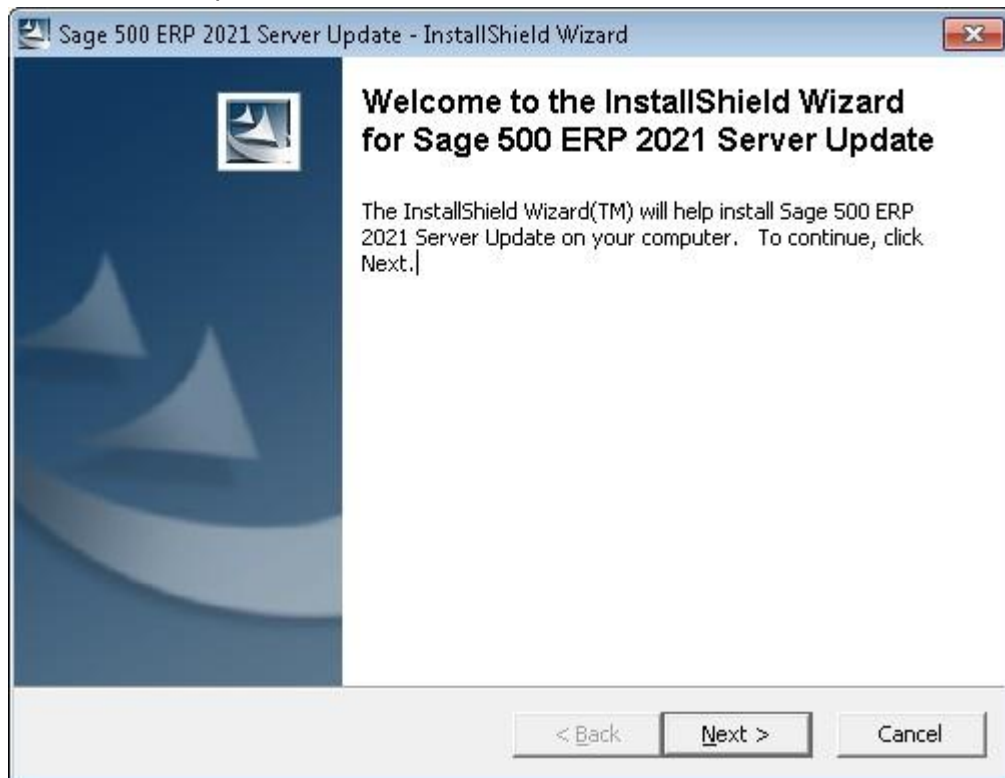 Sage 500 ERP 2021 Server Update - InstallShield Wizard
Welcome to the InstallShield Wizard
for Sage 500 ERP 2021 Server Update
The InstallShield Wizard(TM) will help install Sage 500 ERP
2021 Server Update on your computer. To continue, click
Next.
< Back
Next >
Cancel